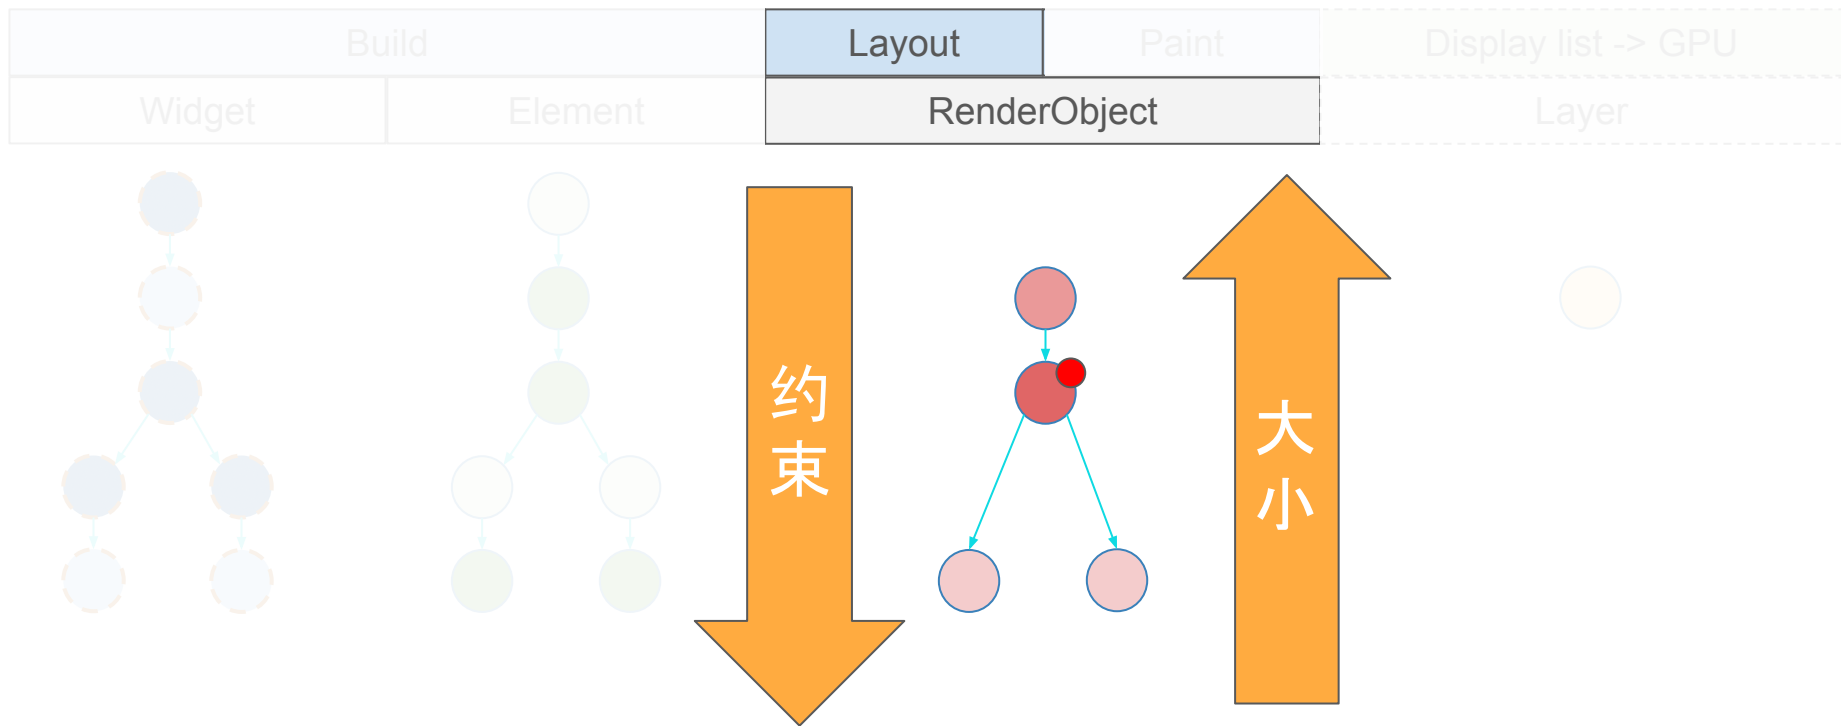 Build
Layout
Paint
Display list -> GPU
Widget
Element
RenderObject
Layer
约
束
大
小